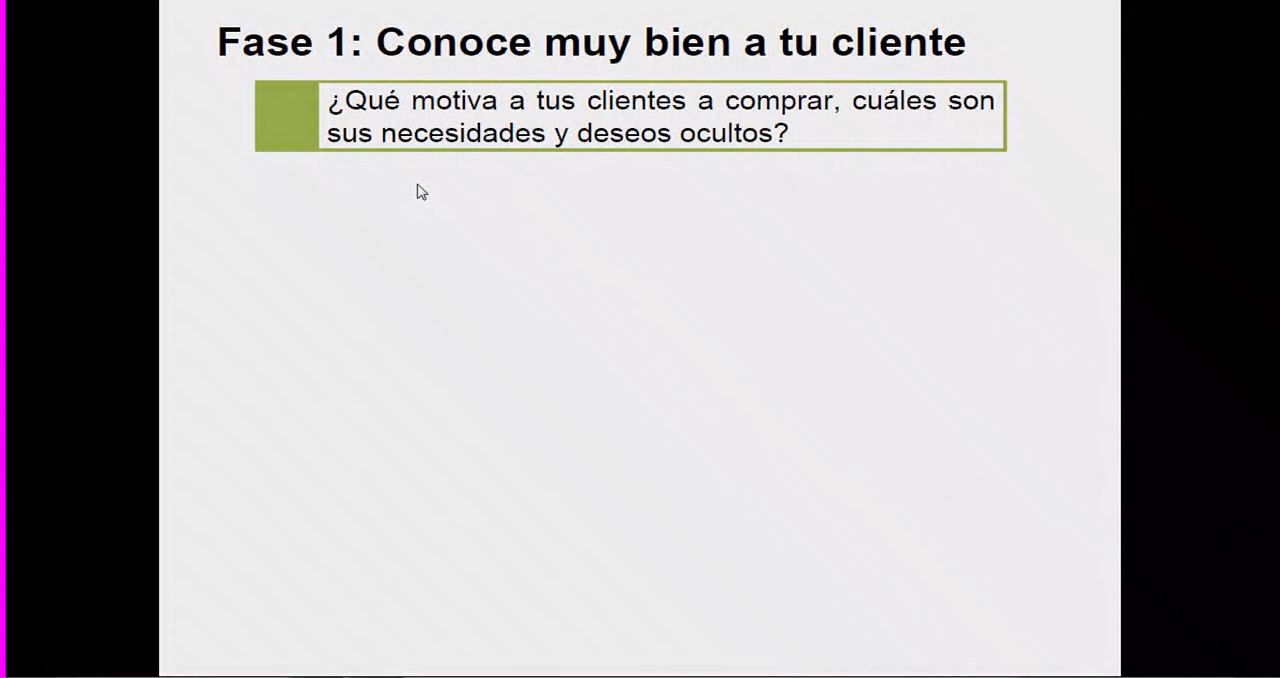 Fase 1: Conoce muy bien a tu cliente
¿Qué motiva a tus clientes a comprar, cuáles son
sus necesidades y deseos ocultos?